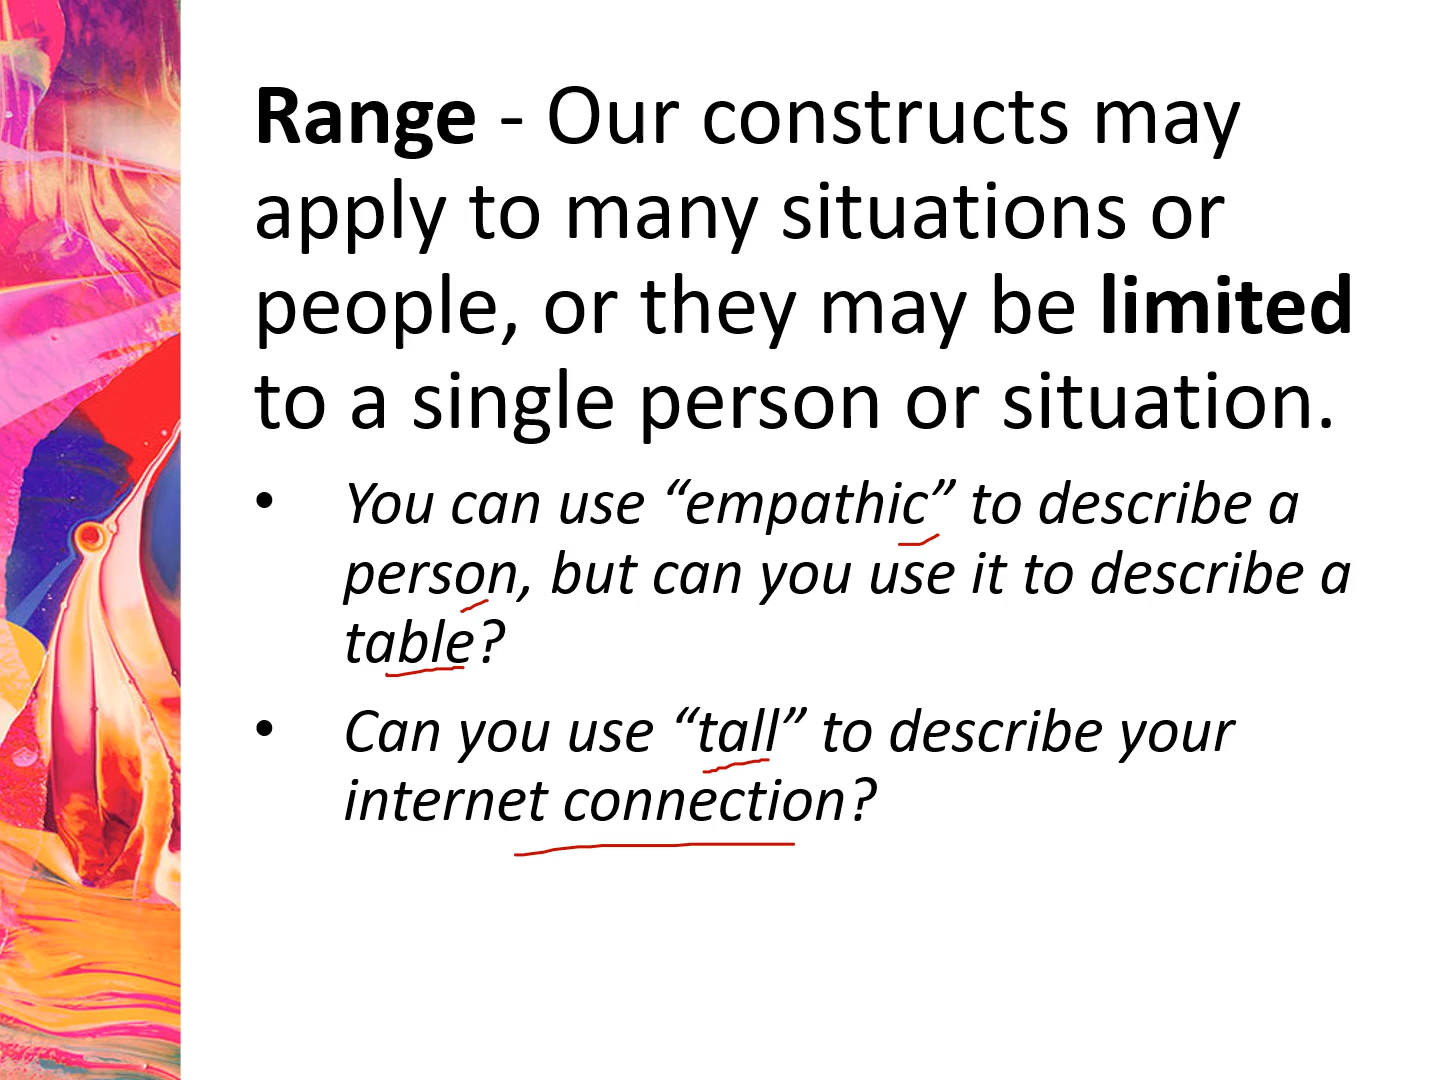 Range - Our constructs may
apply to many situations or
people, or they may be limited
to a single person or situation.
• You can use “empathic” to describe a
person, but can you use it to describe a
table?
• Can you use “tall” to describe your
internet connection?